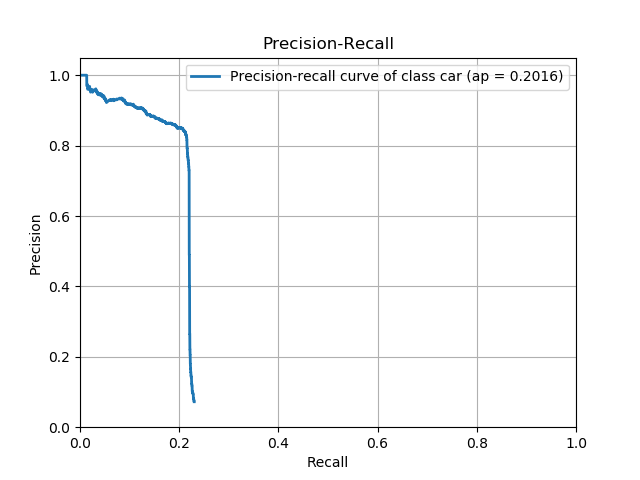 Precision-Recall
Precision-recall curve of class car (ap = 0.2016)
Precision
1.0
0.8
0.6
0.4
0.2
0.0
0.0 0.2 0.4 0.6 0.8 1.0
Recall